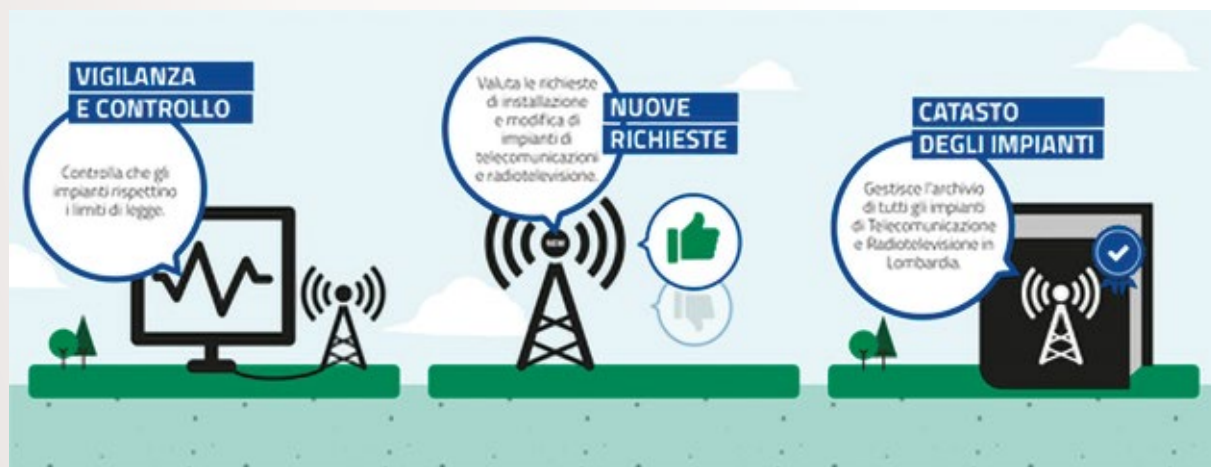 VIGILANZA
E CONTROLLO
Controlla che gli
impianti rispettino
i limiti di legge.
Valuta le richieste
di installazione
e modifica di
impianti di
telecomunicazioni
e radiotelevisione.
NUOVE
RICHIESTE
NEW
CATASTO
DEGLI IMPIANTI
Gestisce l'archivio
di tutti gli impianti
di Telecomunicazione
e Radiotelevisione in
Lombardia.